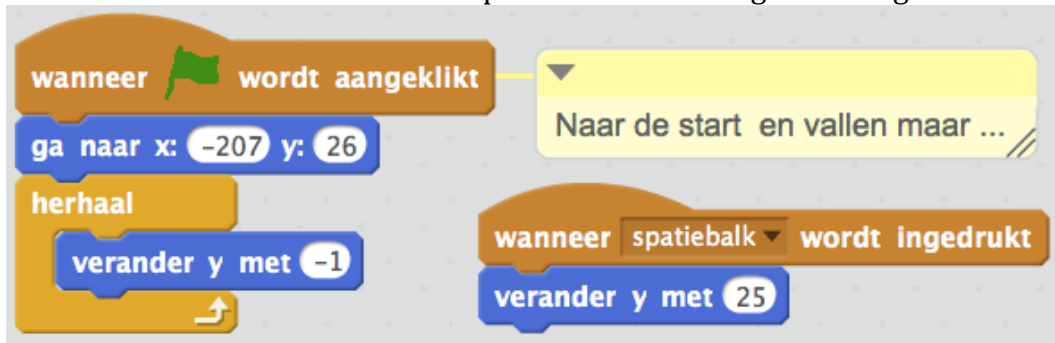 wanneer wordt aangeklikt
Naar de start en vallen maar ...
ga naar x: -207 y: 26
herhaal
verander y met -1
wanneer spatiebalk wordt ingedrukt
verander y met 25